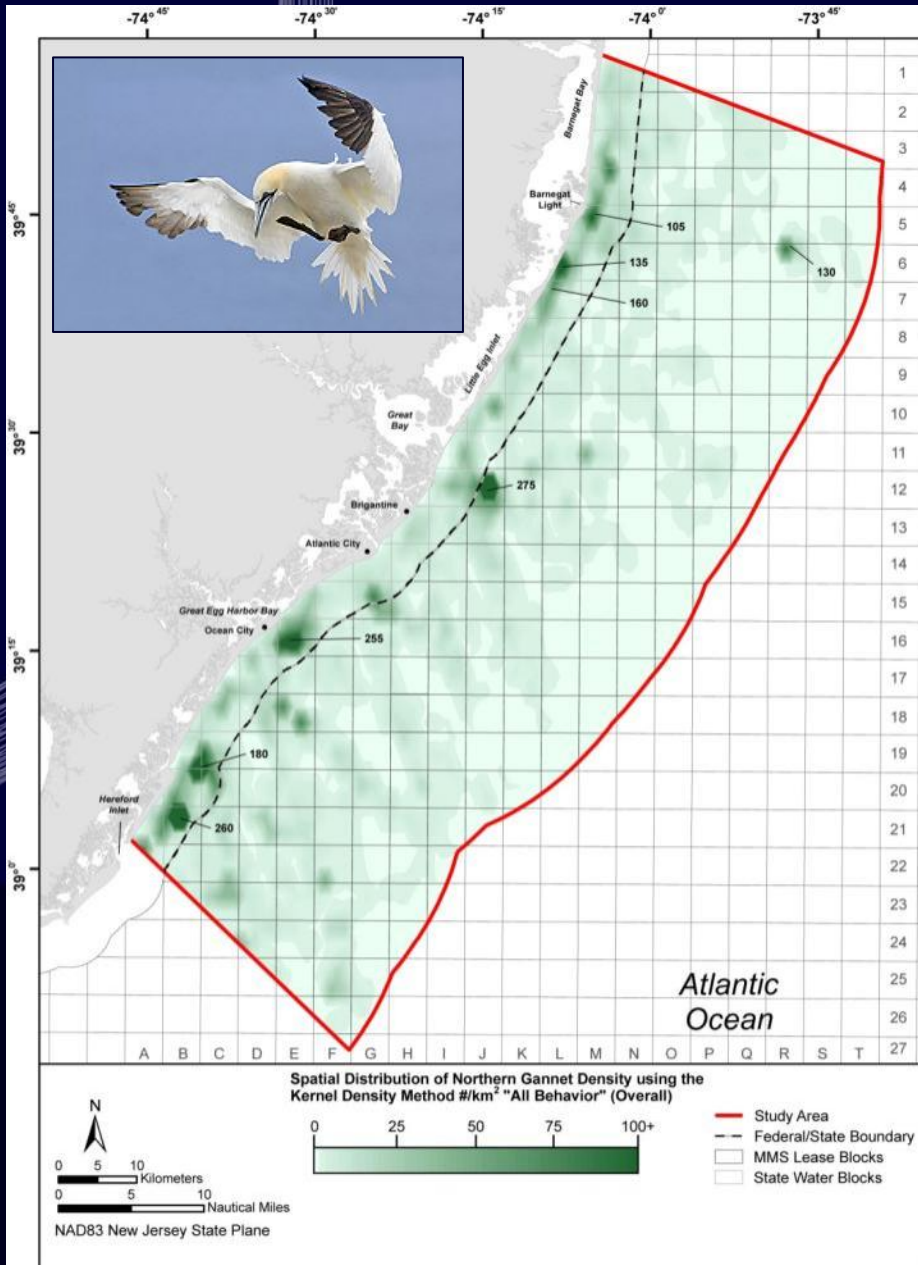 -74° 45'
-74° 30'
-74° 15'
-74° 0'
-73° 45'
39° 45'
39° 30'
39° 15'
39° 0'
Barnegat Bay
Barnegat
Light
105
135
160
130
Little Egg Inlet
Great
Bay
275
Brigantine
Atlantic City
Great Egg Harbor Bay
Ocean City
255
180
Hereford
Inlet
260
1
2
3
4
5
6
7
8
9
10
11
12
13
14
15
16
17
18
19
20
21
22
23
24
25
26
27
Atlantic
Ocean
A B C D E F G H I J K L M N O P Q R S T
Spatial Distribution of Northern Gannet Density using the
Kernel Density Method #/km² "All Behavior" (Overall)
0 25 50 75 100+
N
0 5 10
Kilometers
0 5 10
Nautical Miles
NAD83 New Jersey State Plane
Study Area
Federal/State Boundary
MMS Lease Blocks
State Water Blocks